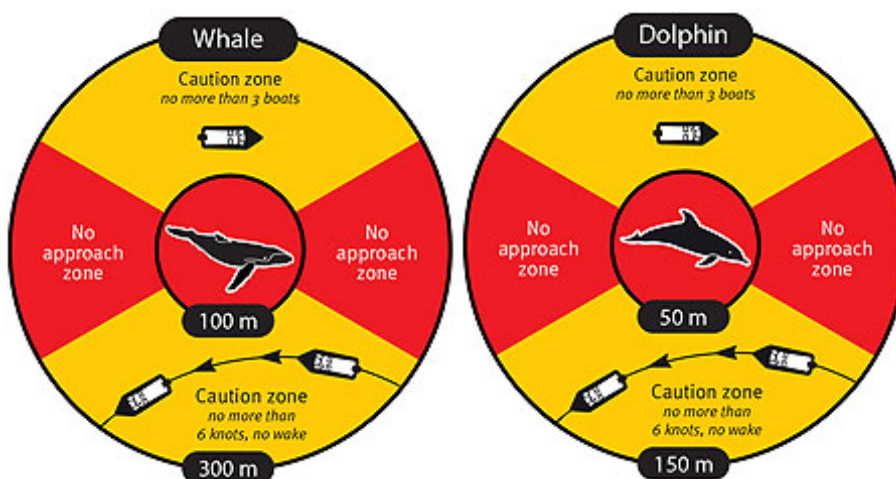 Whale
Caution zone
no more than 3 boats
No
approach
zone
No
approach
zone
100 m
Caution zone
no more than
6 knots, no wake
300 m
Dolphin
Caution zone
no more than 3 boats
No
approach
zone
No
approach
zone
50 m
Caution zone
no more than
6 knots, no wake
150 m